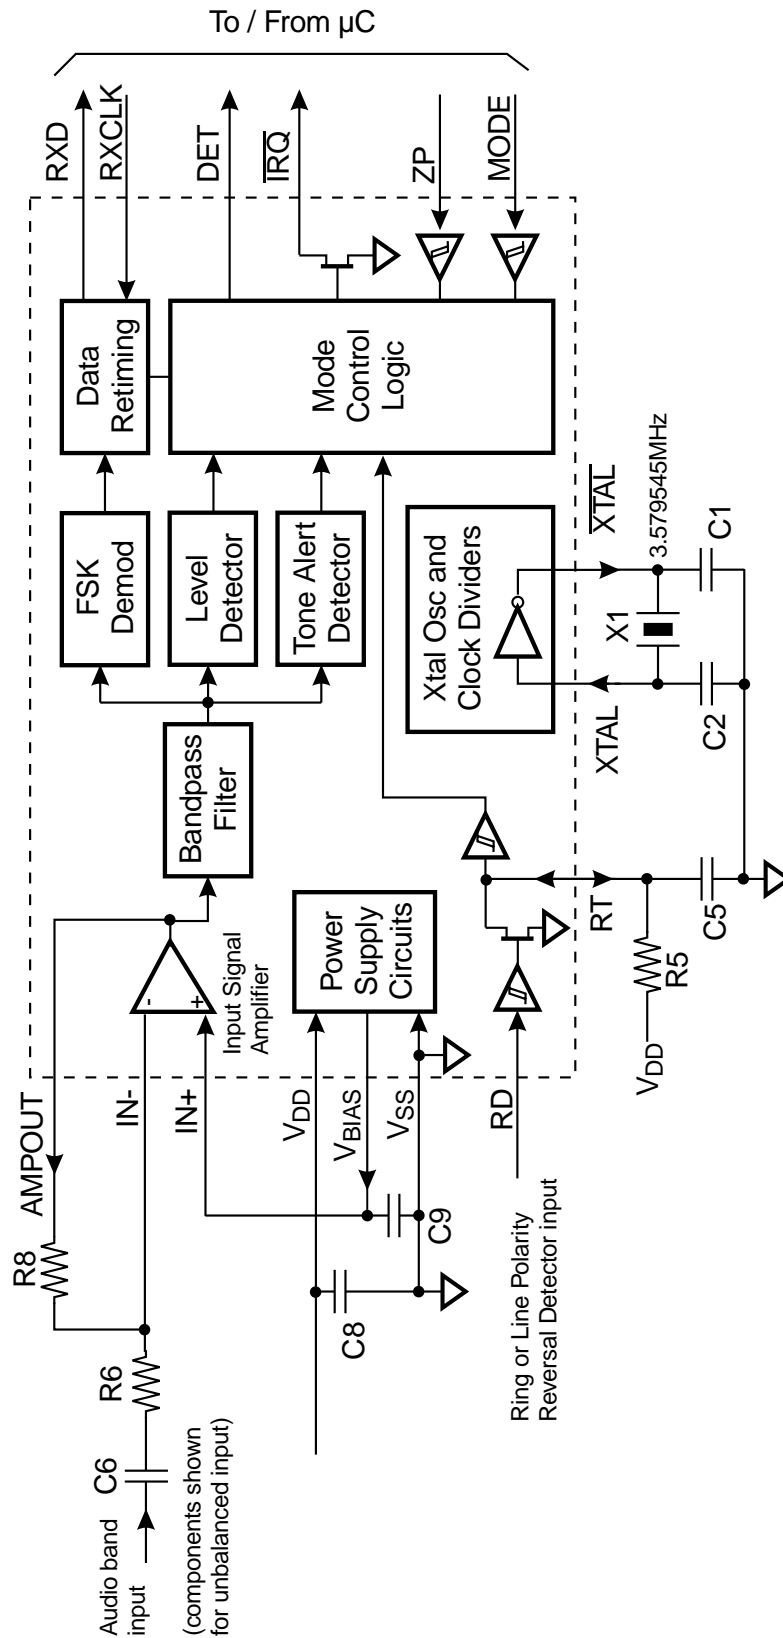 To / From µC
RXD
RXCLK
DET
IRQ
ZP
MODE
Data
Retiming
Mode
Control
Logic
FSK
Demod
Level
Detector
Tone Alert
Detector
Xtal Osc and
Clock Dividers
XTAL
3.579545MHz
X1
C1
XTAL
C2
Bandpass
Filter
Input Signal
Amplifier
-
+
Power
Supply
Circuits
RT
C5
R5
VDD
AMPOUT
IN-
IN+
VDD
VBIAS
VSS
RD
R8
R6
C6
C9
C8
Audio band
input
(components shown
for unbalanced input)
Ring or Line Polarity
Reversal Detector input